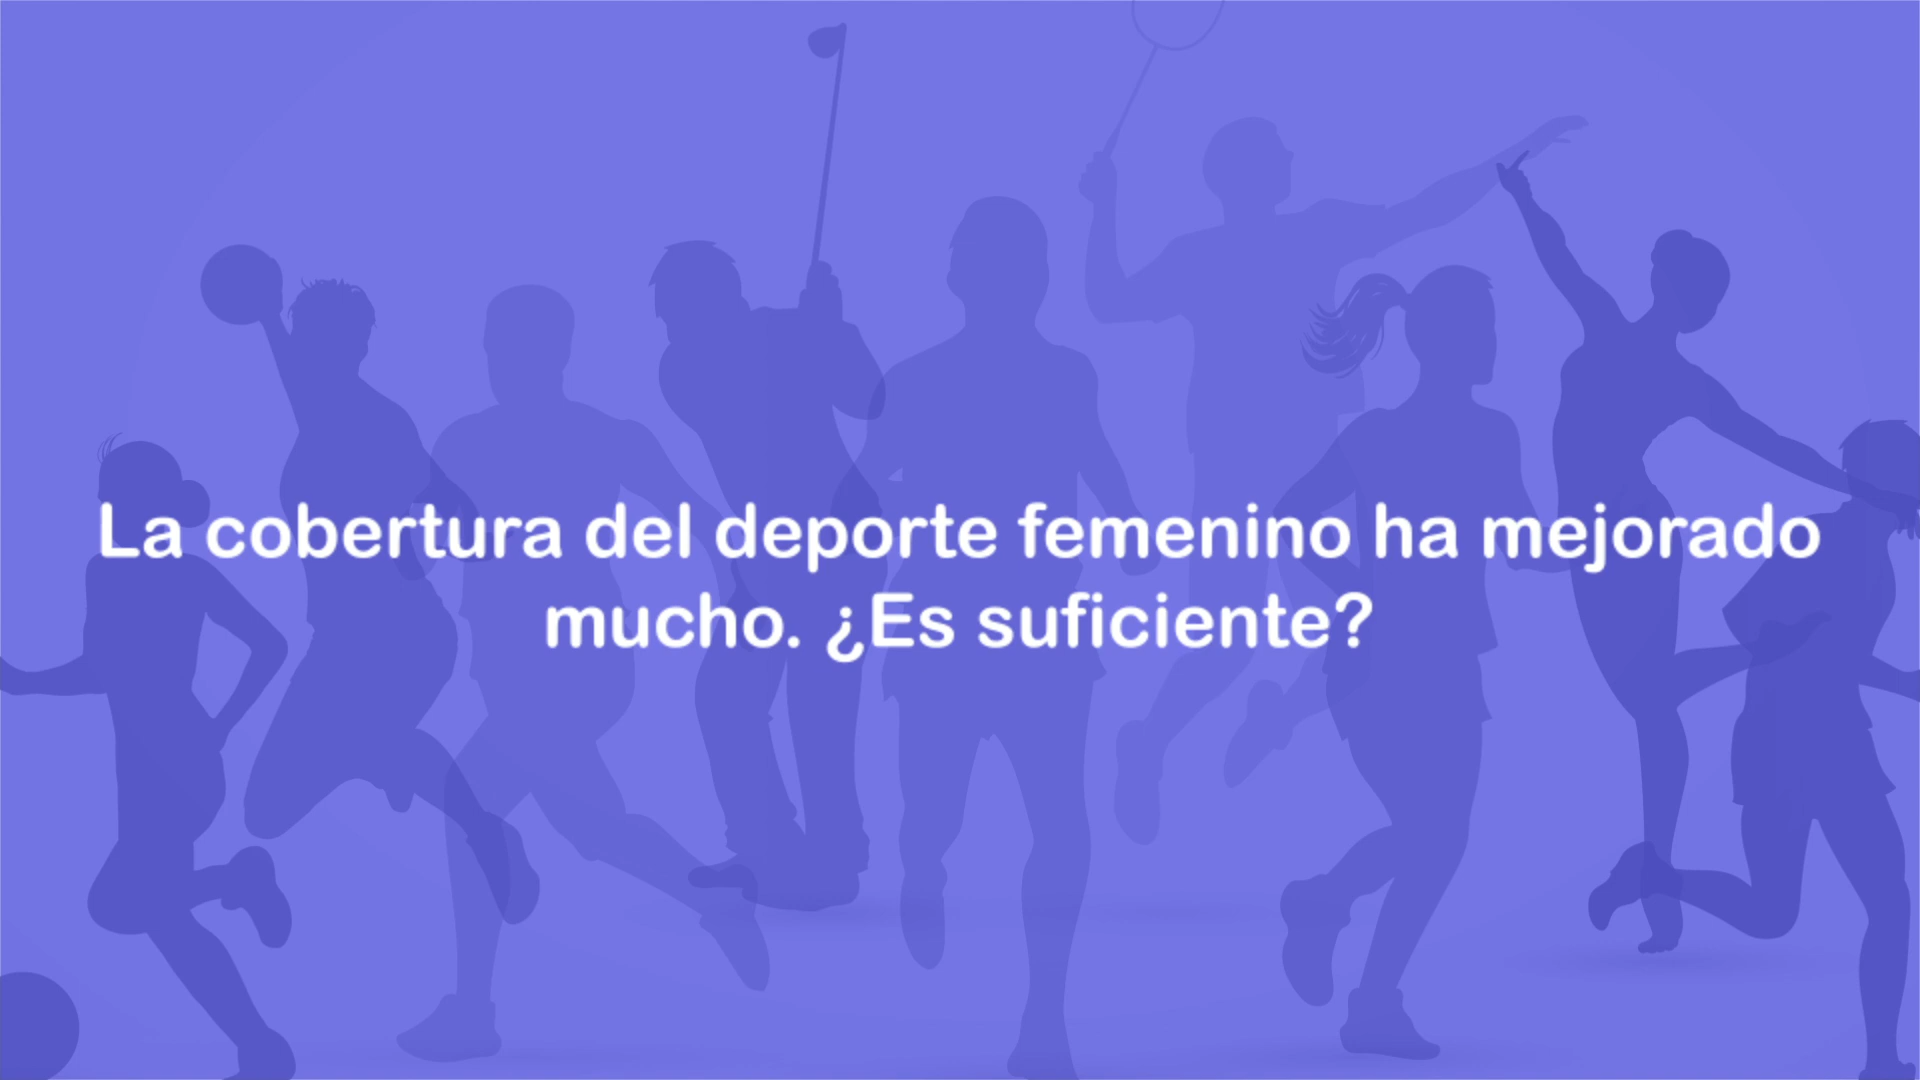 La cobertura del deporte femenino ha mejorado
mucho. ¿Es suficiente?